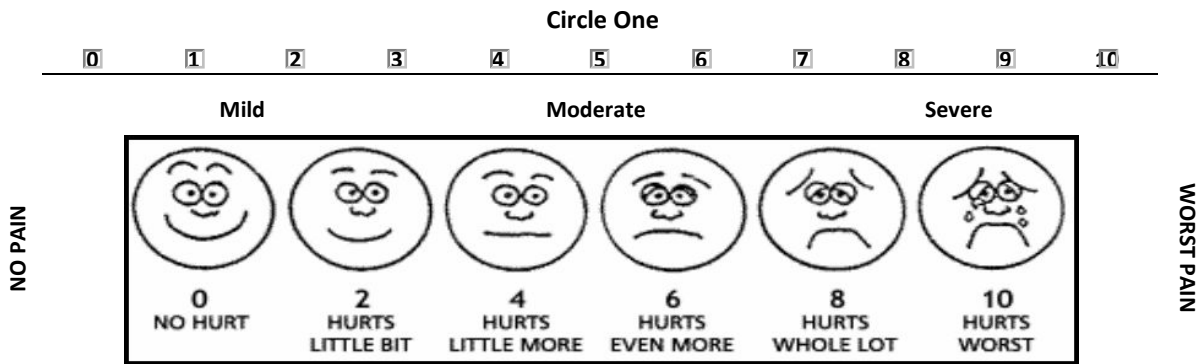 Circle One
0 1 2 3 4 5 6 7 8 9 10
Mild Moderate Severe
NO PAIN
WORST PAIN
0 2 4 6 8 10
NO HURT HURTS HURTS HURTS HURTS HURTS
LITTLE BIT LITTLE MORE EVEN MORE WHOLE LOT WORST